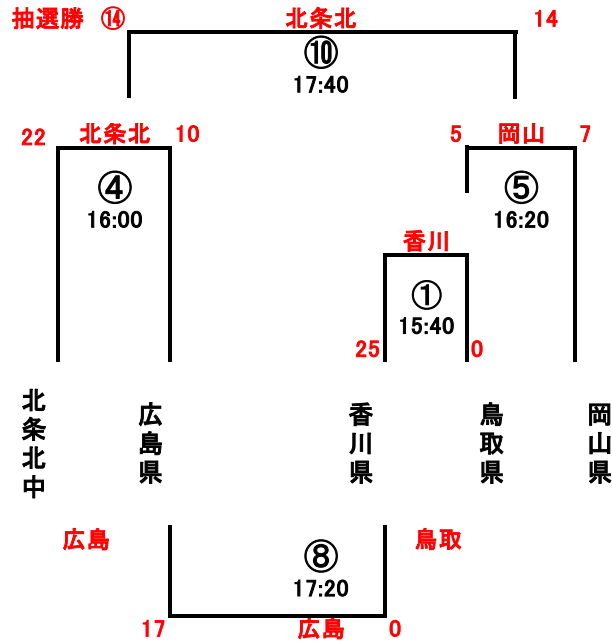 抽選勝 ⑭ 北条北 14
⑩
17:40
22 北条北 10 5 岡山 7
④ ⑤
16:00 16:20
香川
①
15:40
25 0
北条北中 広島県 香川県 鳥取県 岡山県
広島 鳥取
⑧
17:20
17 広島 0